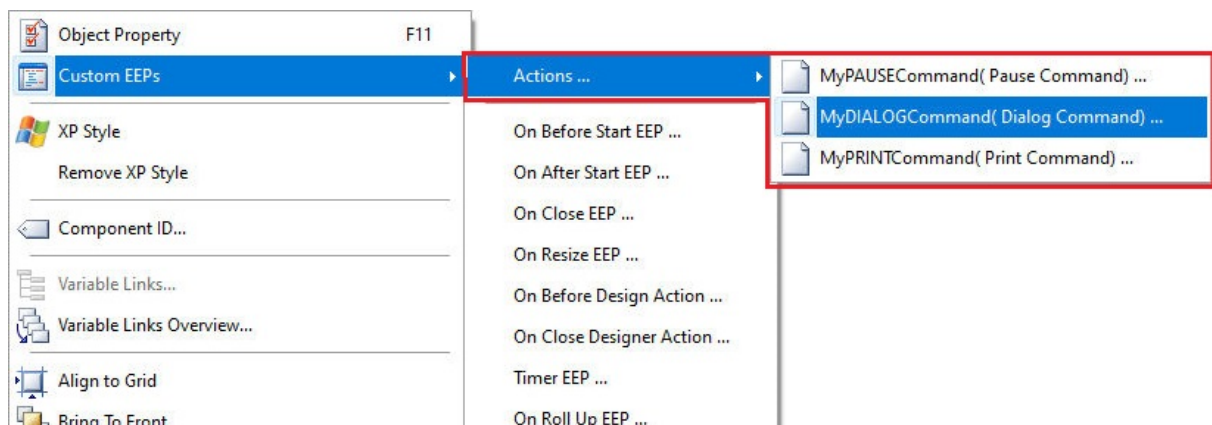 Object Property F11
Custom EEPs
XP Style
Remove XP Style
Component ID...
Variable Links...
Variable Links Overview...
Align to Grid
Bring To Front
Actions ...
On Before Start EEP ...
On After Start EEP ...
On Close EEP ...
On Resize EEP ...
On Before Design Action ...
On Close Designer Action ...
Timer EEP ...
On Roll Up EEP ...
MyPAUSECommand( Pause Command) ...
MyDIALOGCommand( Dialog Command) ...
MyPRINTCommand( Print Command) ...